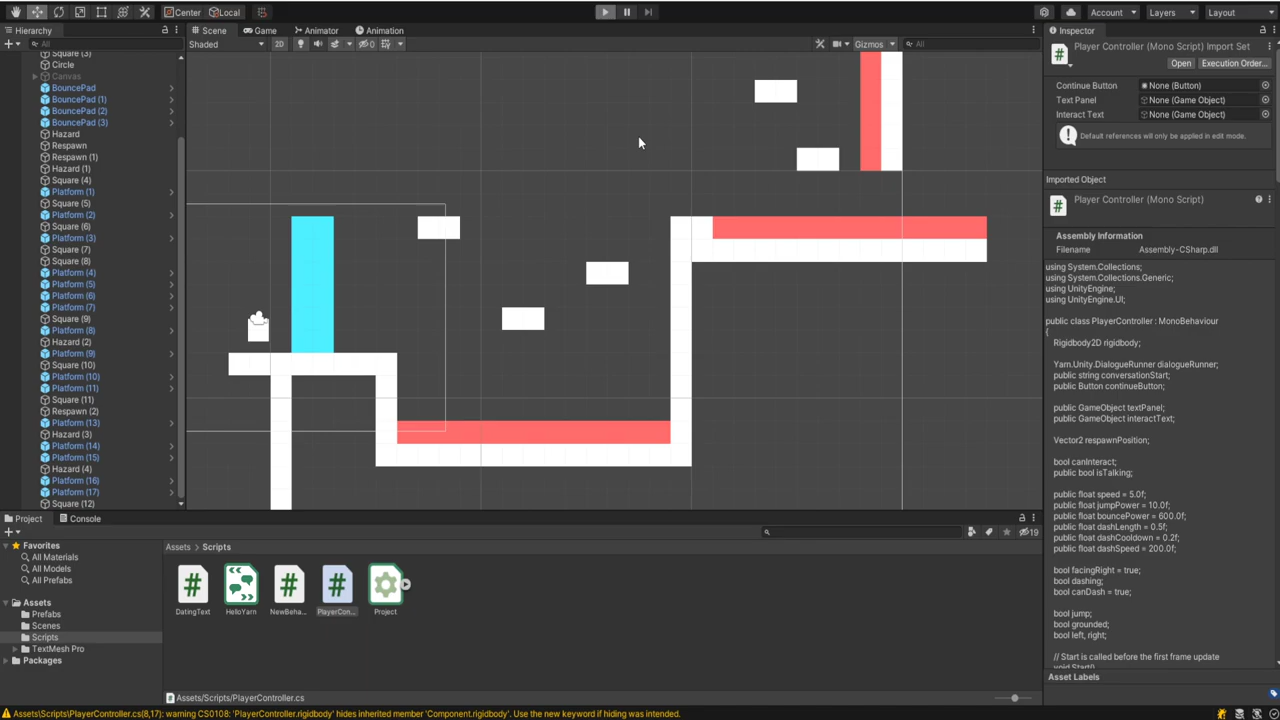 Center
Local
Account
Layers
Layout
Hierarchy
Scene
Game
Animator
Animation
Inspector
All
Shaded
2D
0
Gizmos
All
Player Controller (Mono Script) Import Set
Open
Execution Order...
Continue Button
None (Button)
Text Panel
None (Game Object)
Interact Text
None (Game Object)
Default references will only be applied in edit mode.
Imported Object
Player Controller (Mono Script)
Assembly Information
Filename
Assembly-CSharp.dll
using System.Collections;
using System.Collections.Generic;
using UnityEngine;
using UnityEngine.UI;
public class PlayerController : MonoBehaviour
{
Rigidbody2D rigidbody;
Yarn.Unity.DialogueRunner dialogueRunner;
public string conversationStart;
public Button continueButton;
public GameObject textPanel;
public GameObject interactText;
Vector2 respawnPosition;
bool canInteract;
public bool isTalking;
public float speed = 5.0f;
public float jumpPower = 10.0f;
public float bouncePower = 600.0f;
public float dashLength = 0.5f;
public float dashCooldown = 0.2f;
public float dashSpeed = 200.0f;
bool facingRight = true;
bool dashing;
bool canDash = true;
bool jump;
bool grounded;
bool left, right;
// Start is called before the first frame update
void Start()
Asset Labels
Square (3)
Circle
Canvas
BouncePad
BouncePad (1)
BouncePad (2)
BouncePad (3)
Hazard
Respawn
Respawn (1)
Hazard (1)
Square (4)
Platform (1)
Square (5)
Platform (2)
Square (6)
Platform (3)
Square (7)
Square (8)
Platform (4)
Platform (5)
Platform (6)
Platform (7)
Square (9)
Platform (8)
Hazard (2)
Platform (9)
Square (10)
Platform (10)
Platform (11)
Square (11)
Respawn (2)
Platform (13)
Hazard (3)
Platform (14)
Platform (15)
Hazard (4)
Platform (16)
Platform (17)
Square (12)
Project
Console
19
Favorites
All Materials
All Models
All Prefabs
Assets
Prefabs
Scenes
Scripts
TextMesh Pro
Packages
Assets > Scripts
DatingText
HelloYarn
NewBeha...
PlayerCon...
Project
Assets/Scripts/PlayerController.cs
Assets\Scripts\PlayerController.cs(8,17): warning CS0108: 'PlayerController.rigidbody' hides inherited member 'Component.rigidbody'. Use the new keyword if hiding was intended.